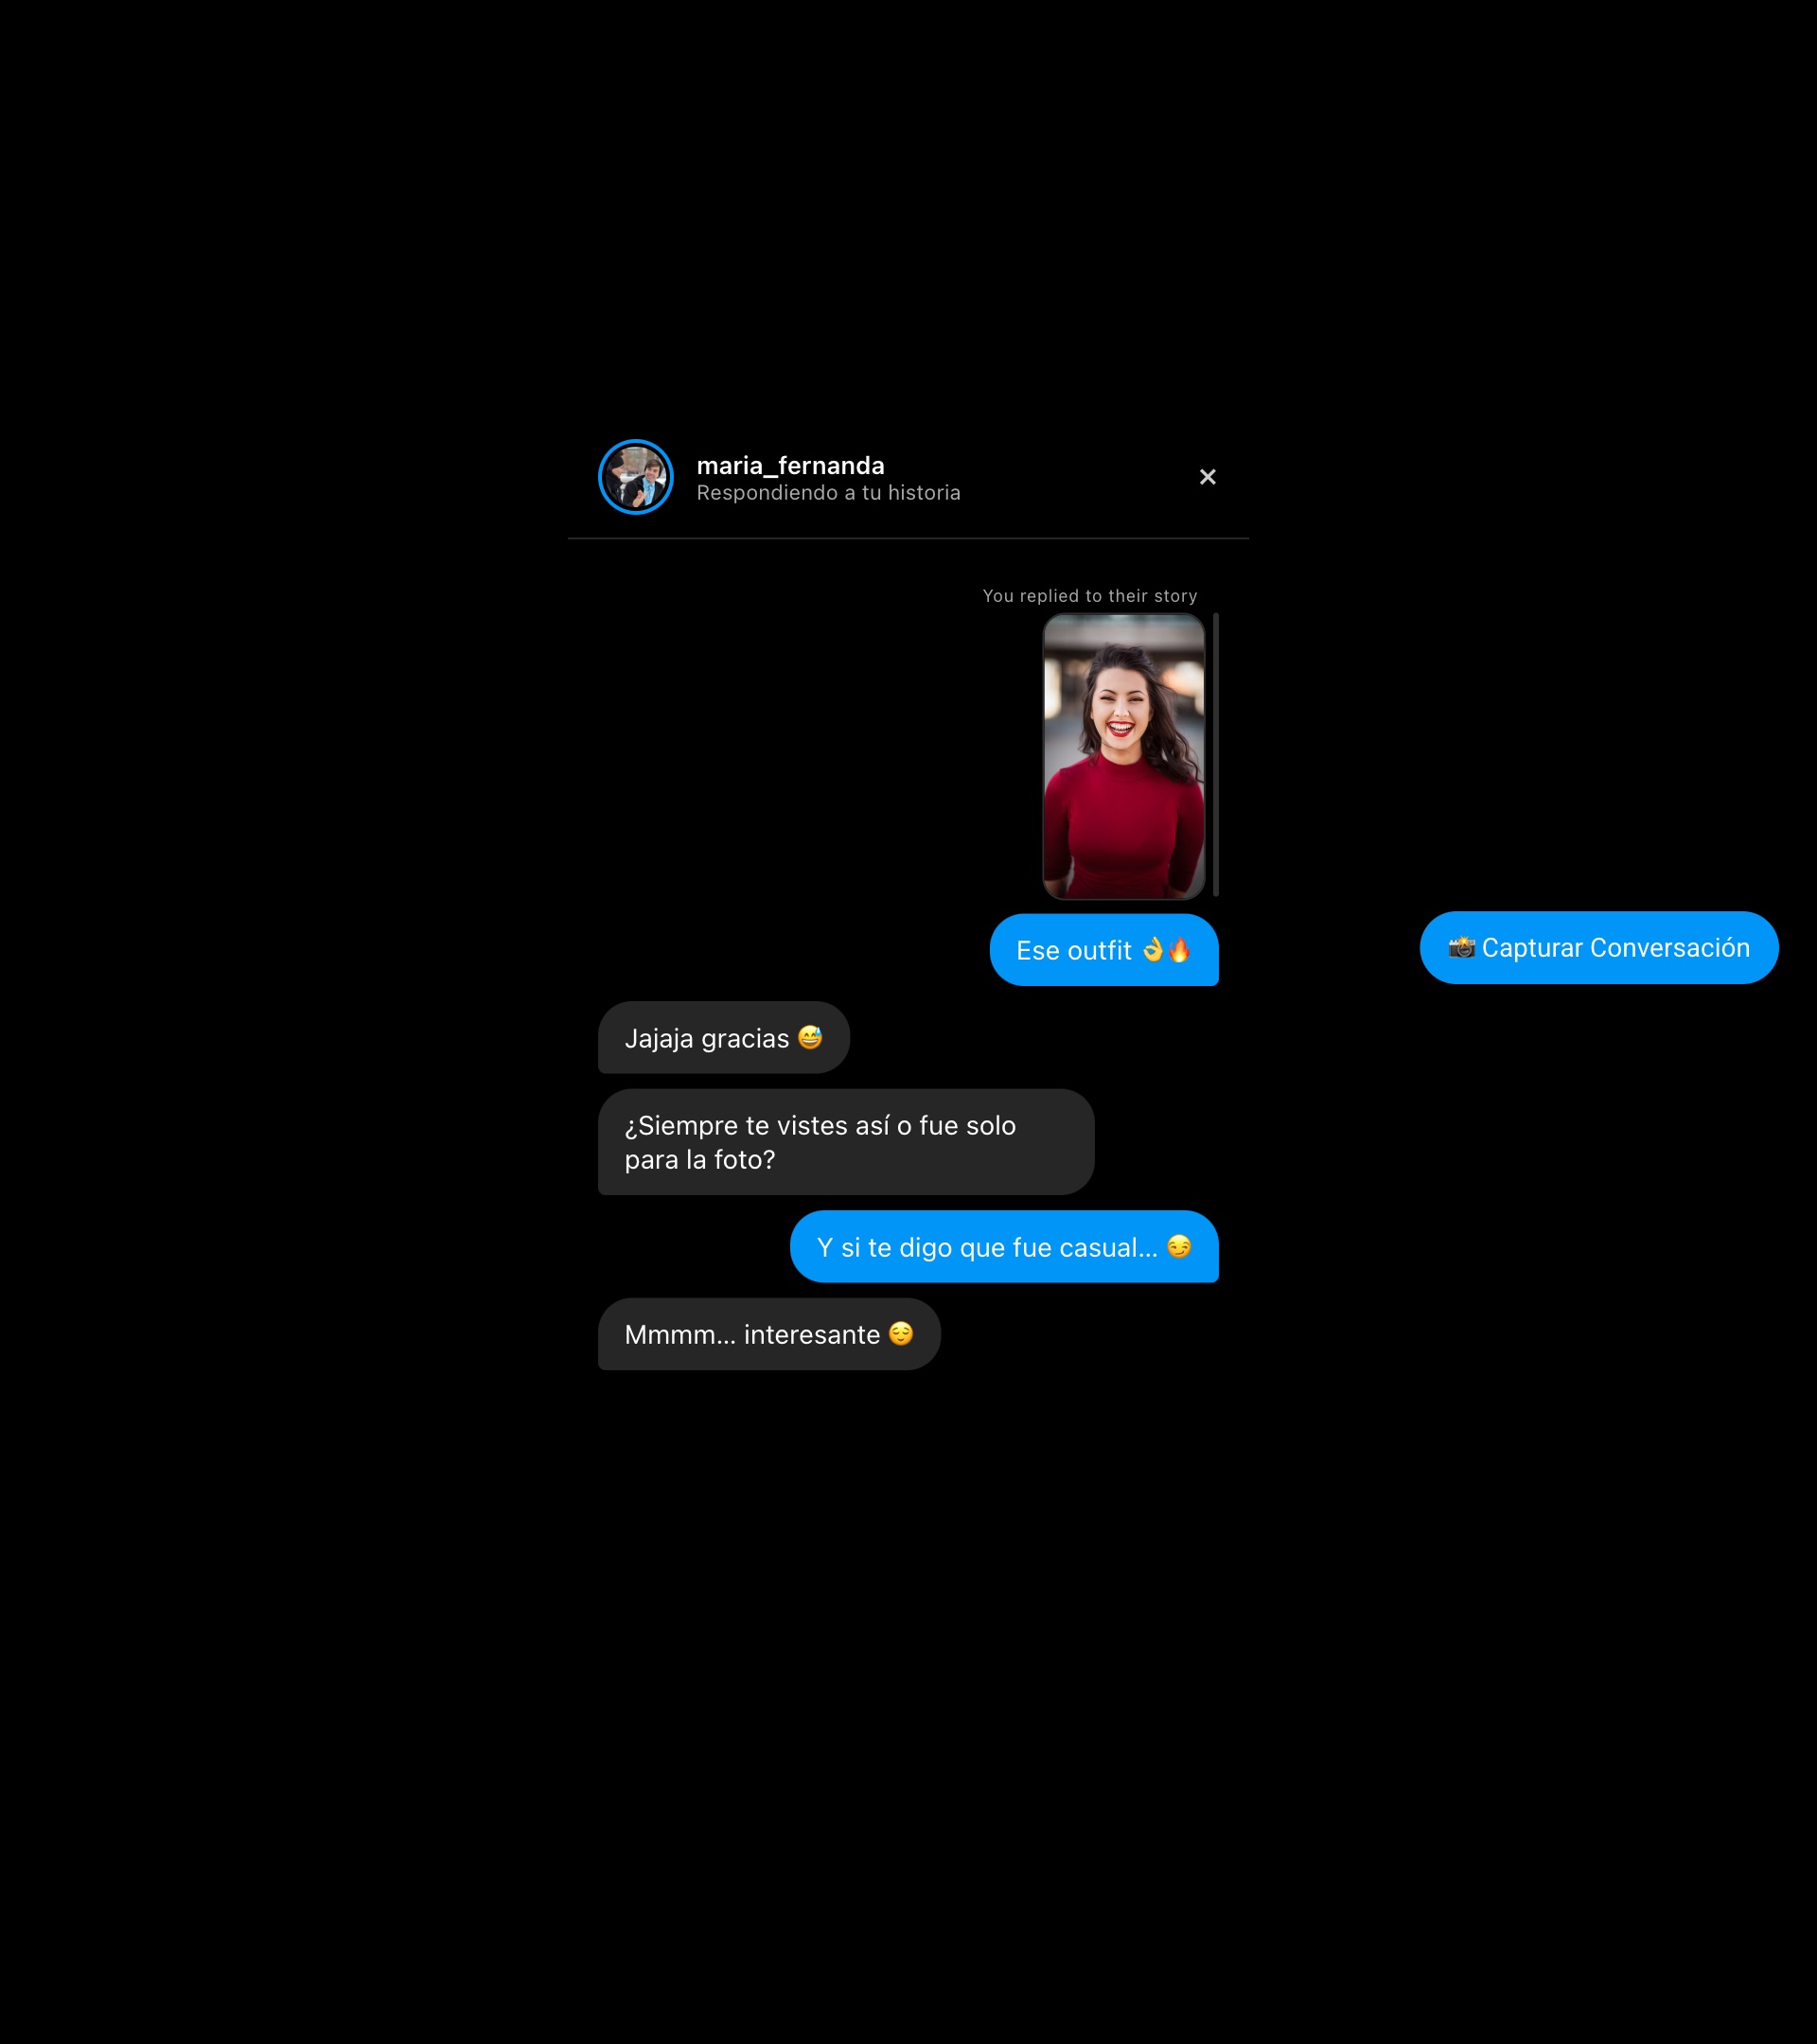 maria_fernanda
Respondiendo a tu historia
×
You replied to their story
Ese outfit 👌🔥
📸 Capturar Conversación
Jajaja gracias 😅
¿Siempre te vistes así o fue solo
para la foto?
Y si te digo que fue casual... 😏
Mmmm... interesante 😌